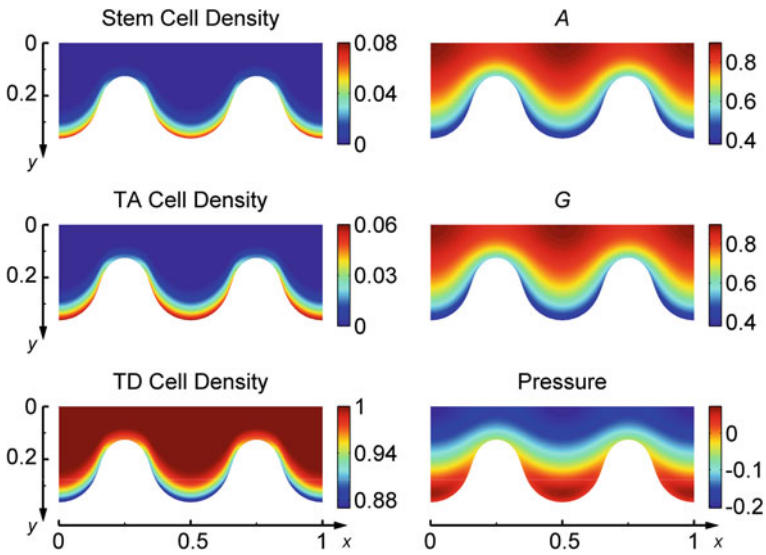 Stem Cell Density
A
0
0.2
y
0.08
0.04
0
0.8
0.6
0.4
TA Cell Density
G
0
0.2
y
0.06
0.03
0
0.8
0.6
0.4
TD Cell Density
Pressure
0
0.2
y
1
0.94
0.88
0
-0.1
-0.2
0
0.5
1
x
0
0.5
1
x